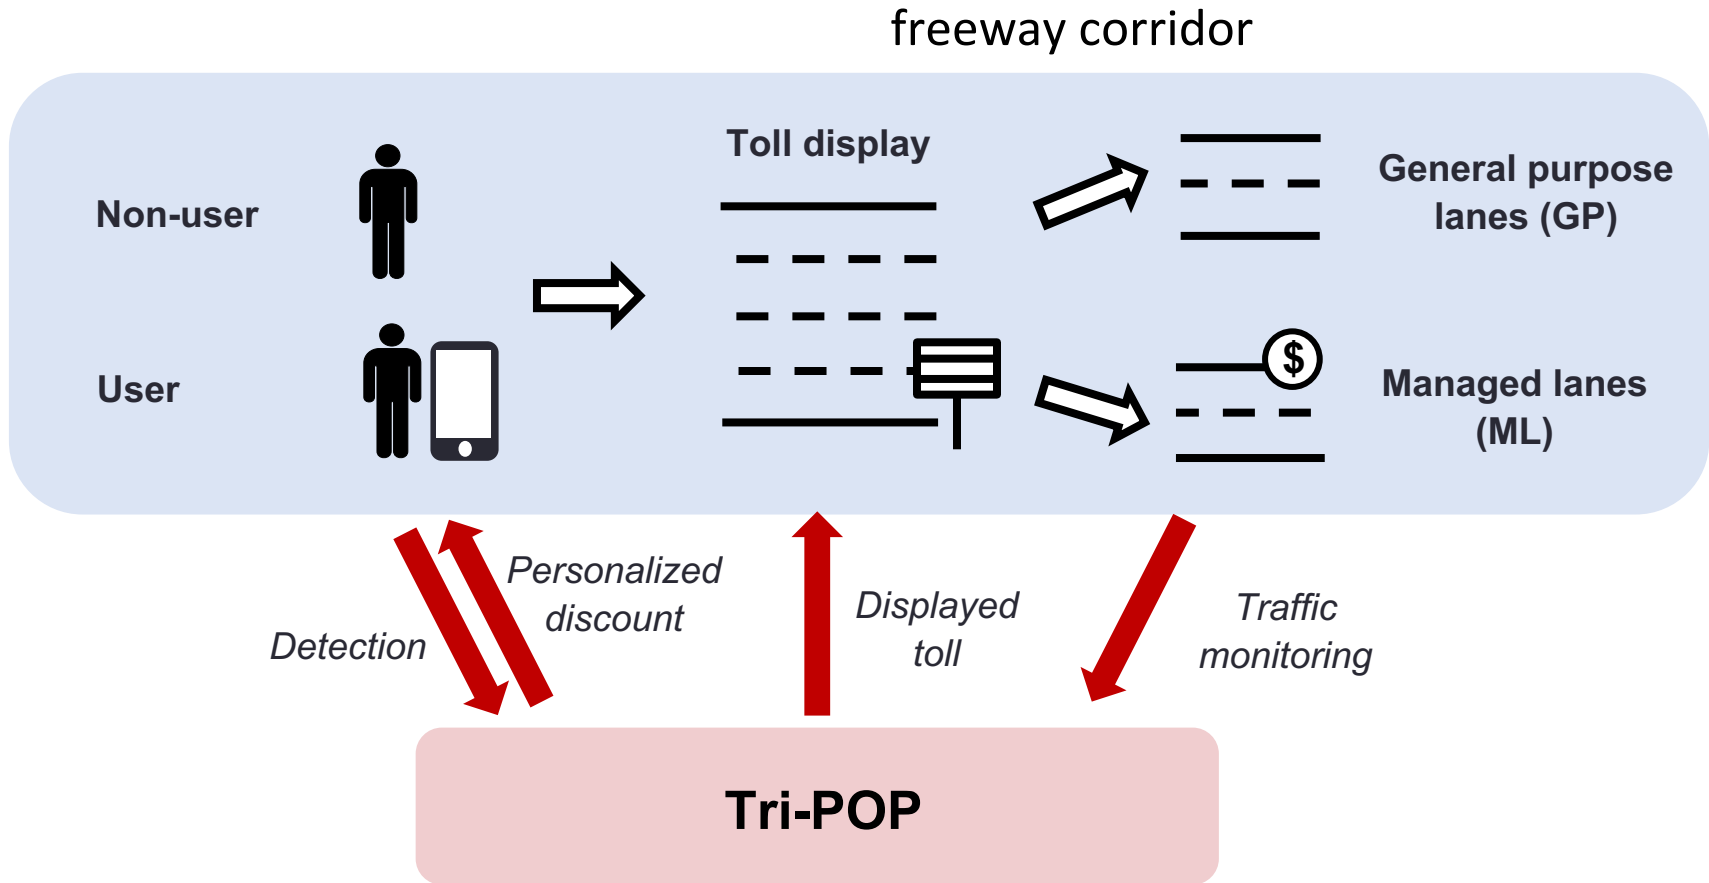 freeway corridor
Toll display
Non-user
General purpose
lanes (GP)
User
$
Managed lanes
(ML)
Detection
Personalized
discount
Displayed
toll
Traffic
monitoring
Tri-POP